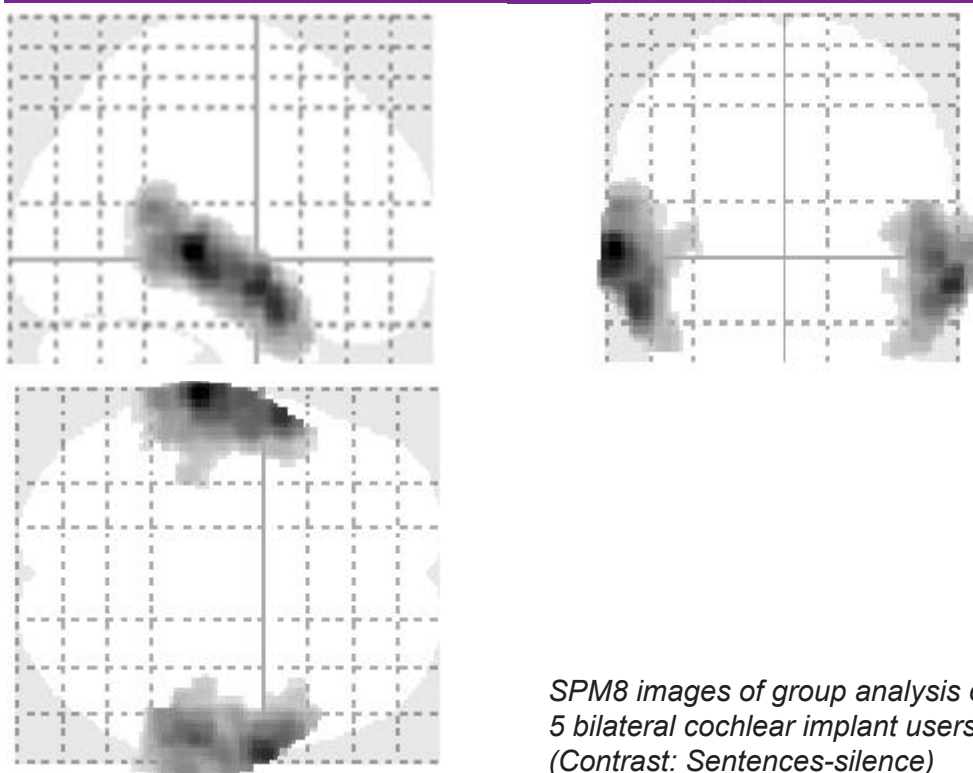 SPM8 images of group analysis
5 bilateral cochlear implant users
(Contrast: Sentences-silence)